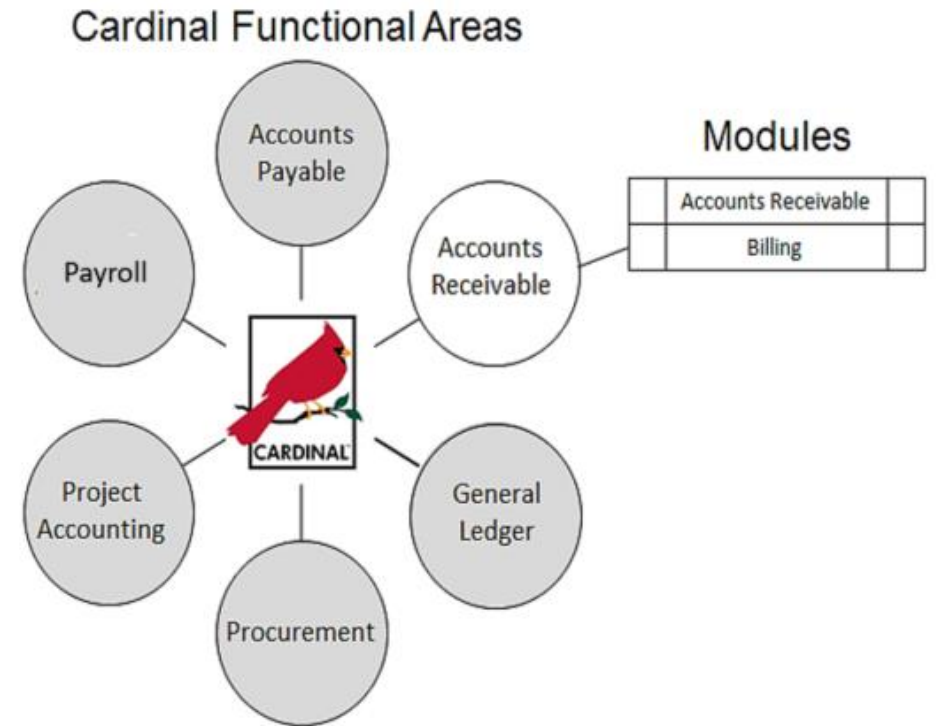 Cardinal Functional Areas
Accounts
Payable
Modules
Accounts Receivable
Billing
Accounts
Receivable
Payroll
CARDINAL
Project
Accounting
General
Ledger
Procurement